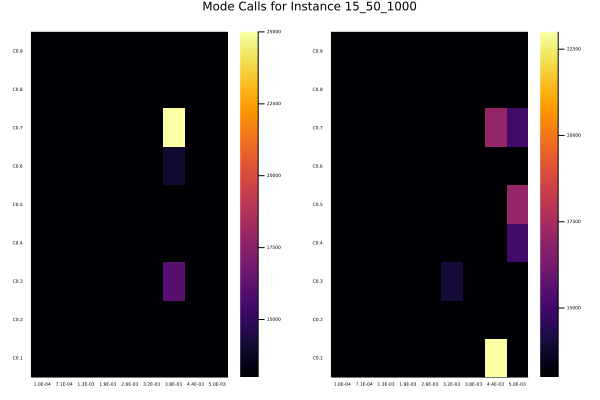 Mode Calls for Instance 15_50_1000
C0.9
C0.8
C0.7
C0.6
C0.5
C0.4
C0.3
C0.2
C0.1
1.0E-04 7.1E-04 1.3E-03 1.9E-03 2.6E-03 3.2E-03 3.8E-03 4.4E-03 5.0E-03
25000
22500
20000
17500
15000
C0.9
C0.8
C0.7
C0.6
C0.5
C0.4
C0.3
C0.2
C0.1
1.0E-04 7.1E-04 1.3E-03 1.9E-03 2.6E-03 3.2E-03 3.8E-03 4.4E-03 5.0E-03
22500
20000
17500
15000